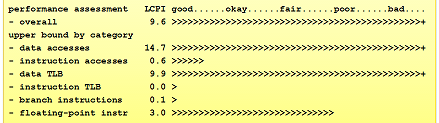 performance assessment LCPI good......okay......fair......poor......bad....
- overall 9.6 >>>>>>>>>>>>>>>>>>>>>>>>>>>>>>>>>>>>>>>>>>>>>>+
upper bound by category
- data accesses 14.7 >>>>>>>>>>>>>>>>>>>>>>>>>>>>>>>>>>>>>>>>>>>>>>+
- instruction accesses 0.6 >>>>>>
- data TLB 9.9 >>>>>>>>>>>>>>>>>>>>>>>>>>>>>>>>>>>>>>>>>>>>>>+
- instruction TLB 0.0 >
- branch instructions 0.1 >
- floating-point instr 3.0 >>>>>>>>>>>>>>>>>>>>>>>>>>>>>>